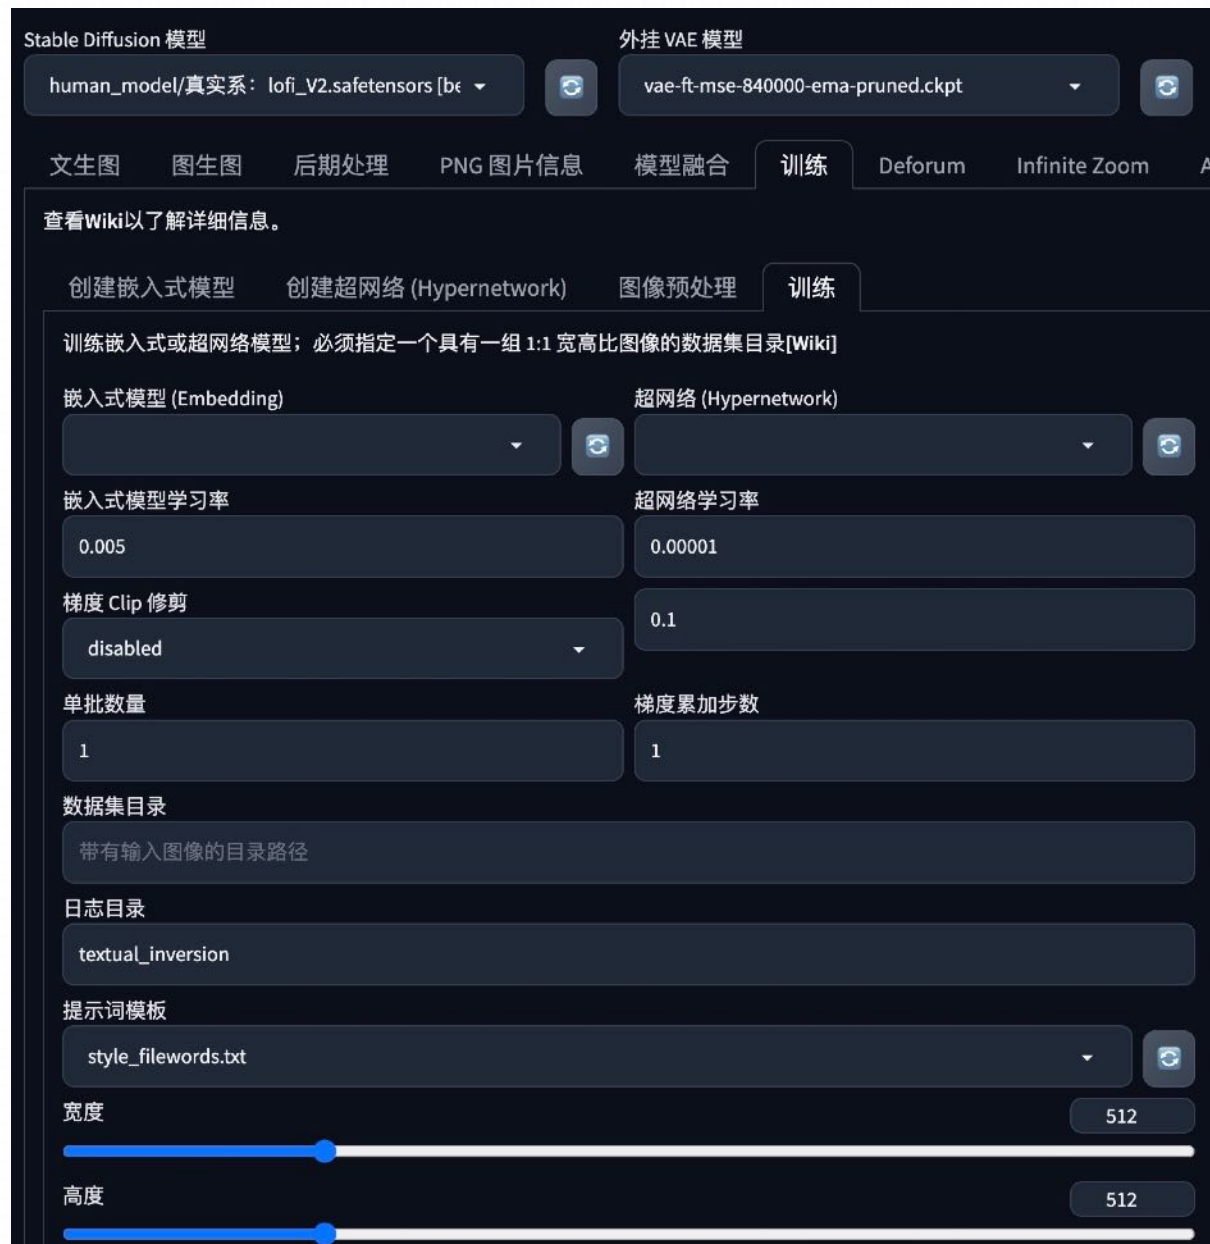 Stable Diffusion 模型 外挂 VAE 模型
human_model/真实系：lofi_V2.safetensors [be vae-ft-mse-840000-ema-pruned.ckpt
文生图 图生图 后期处理 PNG 图片信息 模型融合 训练 Deforum Infinite Zoom A
查看Wiki以了解详细信息。
创建嵌入式模型 创建超网络 (Hypernetwork) 图像预处理 训练
训练嵌入式或超网络模型；必须指定一个具有一组 1:1 宽高比图像的数据集目录[Wiki]
嵌入式模型 (Embedding) 超网络 (Hypernetwork)
嵌入式模型学习率 超网络学习率
0.005 0.00001
梯度 Clip 修剪
disabled 0.1
单批数量 梯度累加步数
1 1
数据集目录
带有输入图像的目录路径
日志目录
textual_inversion
提示词模板
style_filewords.txt
宽度 512
高度 512